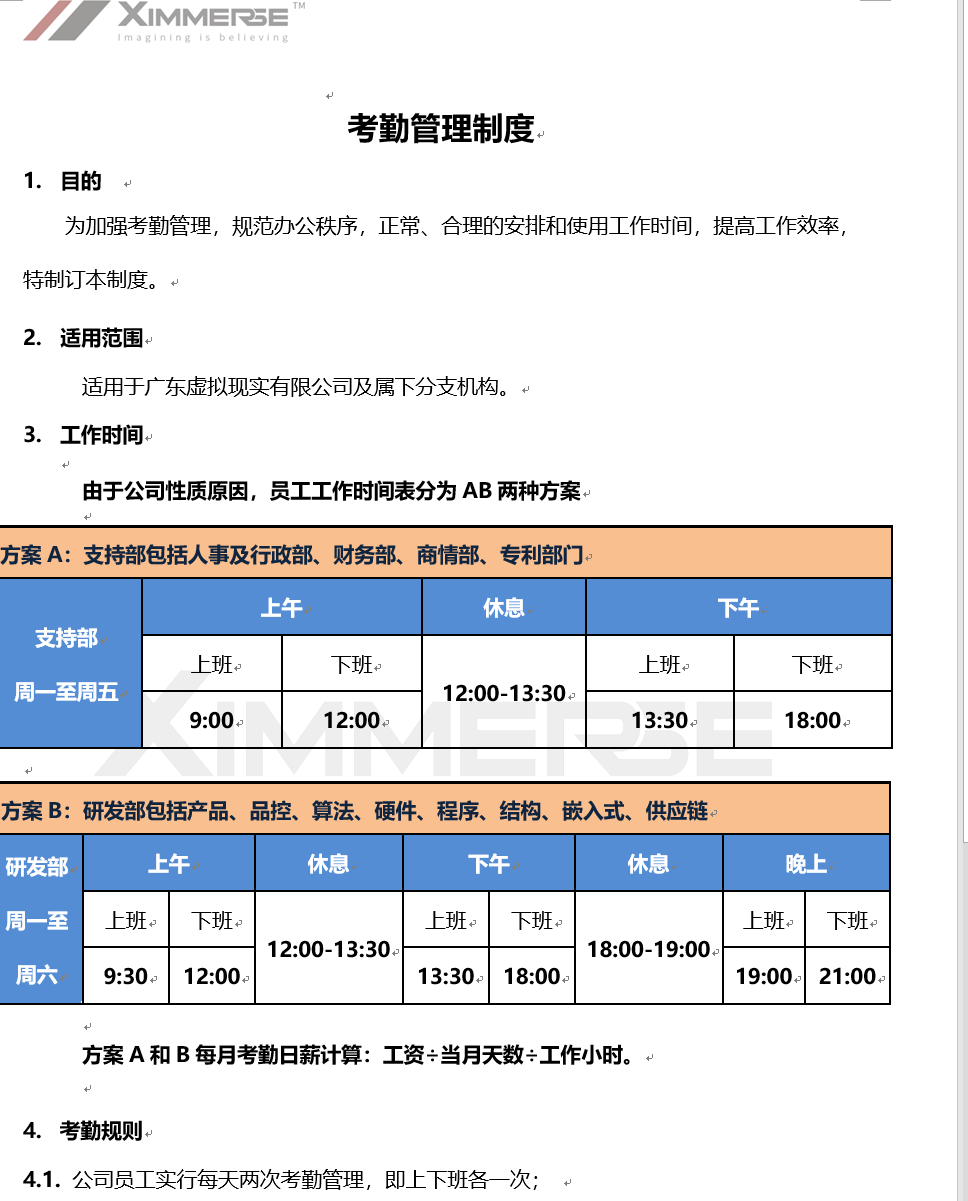 XIMMERSE™
Imagining is believing
考勤管理制度
1. 目的
为加强考勤管理，规范办公秩序，正常、合理的安排和使用工作时间，提高工作效率，
特制订本制度。
2. 适用范围
适用于广东虚拟现实有限公司及属下分支机构。
3. 工作时间
由于公司性质原因，员工工作时间表分为 AB 两种方案
方案 A：支持部包括人事及行政部、财务部、商情部、专利部门
支持部
周一至周五
上午 休息 下午
上班 下班 12:00-13:30 上班 下班
9:00 12:00 13:30 18:00
XIMMERSE
方案 B：研发部包括产品、品控、算法、硬件、程序、结构、嵌入式、供应链
研发部
周一至
周六
上午 休息 下午 休息 晚上
上班 下班 12:00-13:30 上班 下班 18:00-19:00 上班 下班
9:30 12:00 13:30 18:00 19:00 21:00
方案 A 和 B 每月考勤日薪计算：工资÷当月天数÷工作小时。
4. 考勤规则
4.1. 公司员工实行每天两次考勤管理，即上下班各一次；